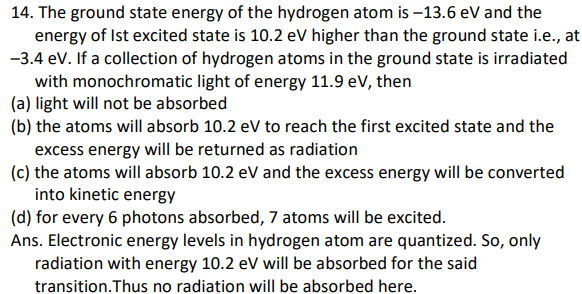 14. The ground state energy of the hydrogen atom is –13.6 eV and the
energy of Ist excited state is 10.2 eV higher than the ground state i.e., at
–3.4 eV. If a collection of hydrogen atoms in the ground state is irradiated
with monochromatic light of energy 11.9 eV, then
(a) light will not be absorbed
(b) the atoms will absorb 10.2 eV to reach the first excited state and the
excess energy will be returned as radiation
(c) the atoms will absorb 10.2 eV and the excess energy will be converted
into kinetic energy
(d) for every 6 photons absorbed, 7 atoms will be excited.
Ans. Electronic energy levels in hydrogen atom are quantized. So, only
radiation with energy 10.2 eV will be absorbed for the said
transition.Thus no radiation will be absorbed here.